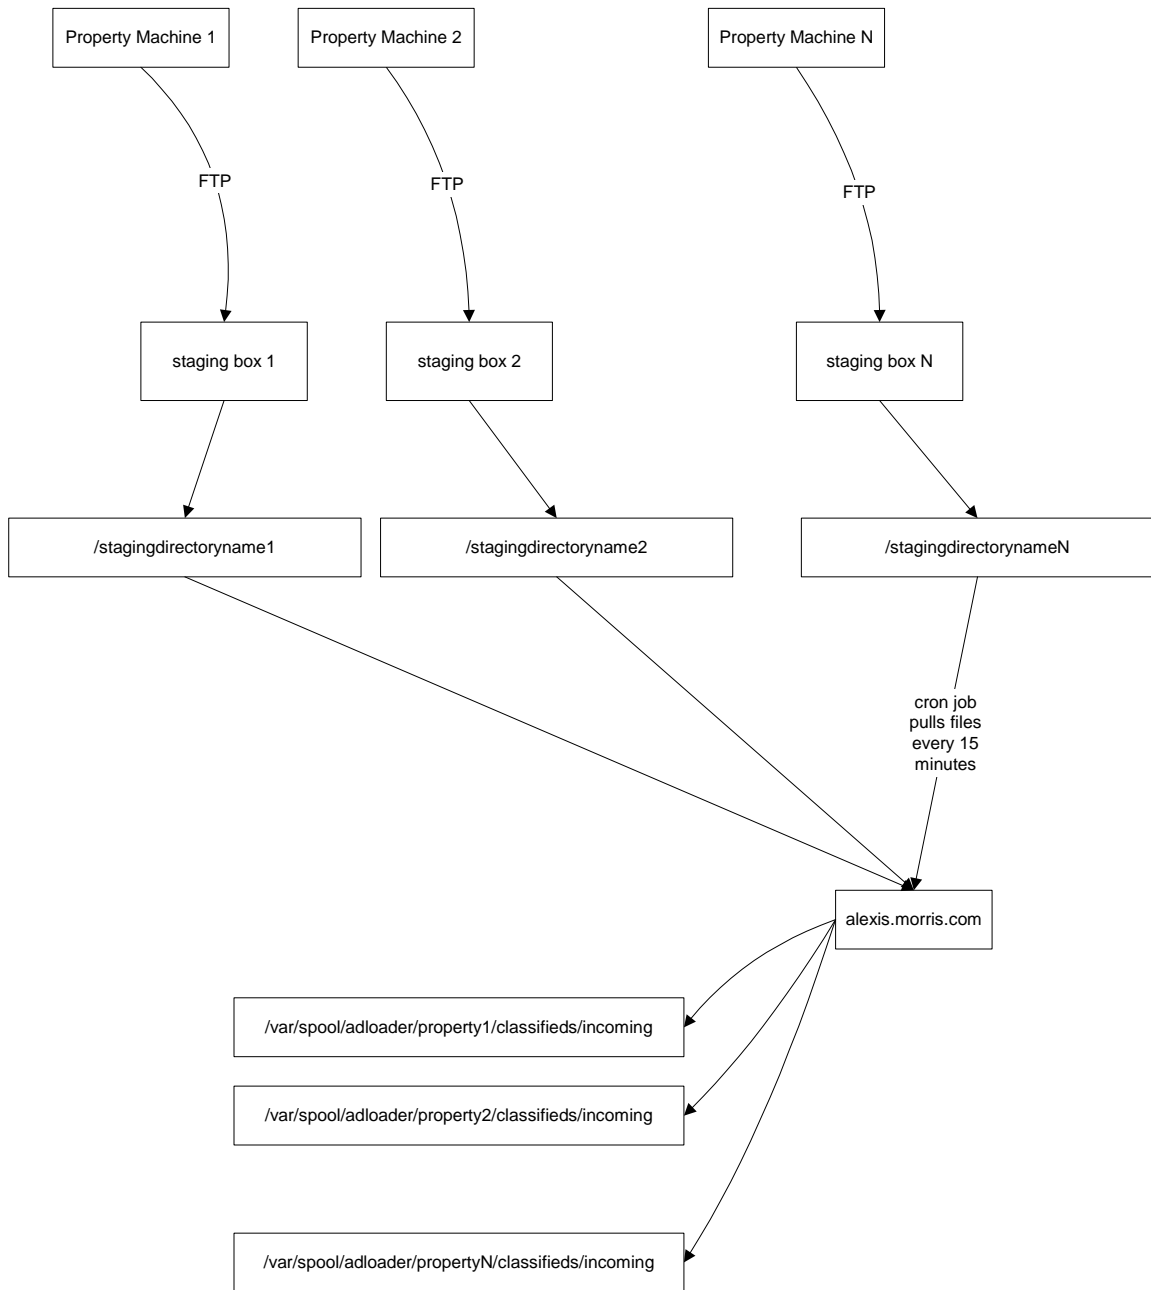 Property Machine 1
Property Machine 2
Property Machine N
FTP
FTP
FTP
staging box 1
staging box 2
staging box N
/stagingdirectoryname1
/stagingdirectoryname2
/stagingdirectorynameN
cron job
pulls files
every 15
minutes
alexis.morris.com
/var/spool/adloader/property1/classifieds/incoming
/var/spool/adloader/property2/classifieds/incoming
/var/spool/adloader/propertyN/classifieds/incoming